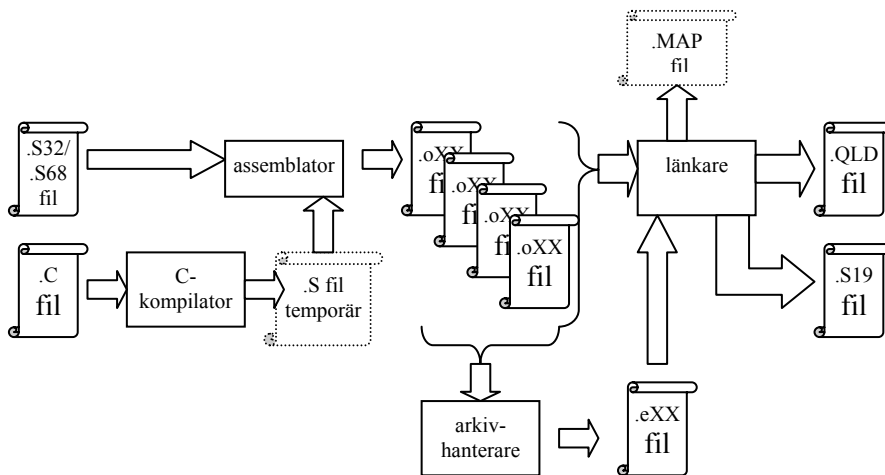 .MAP
fil
.S32/
.S68
fil
assemblator
.oXX
fil
.oXX
fil
.oXX
fil
.oXX
fil
länkare
.QLD
fil
.C
fil
C-
kompilator
.S fil
temporär
.S19
fil
arkiv-
hanterare
.eXX
fil